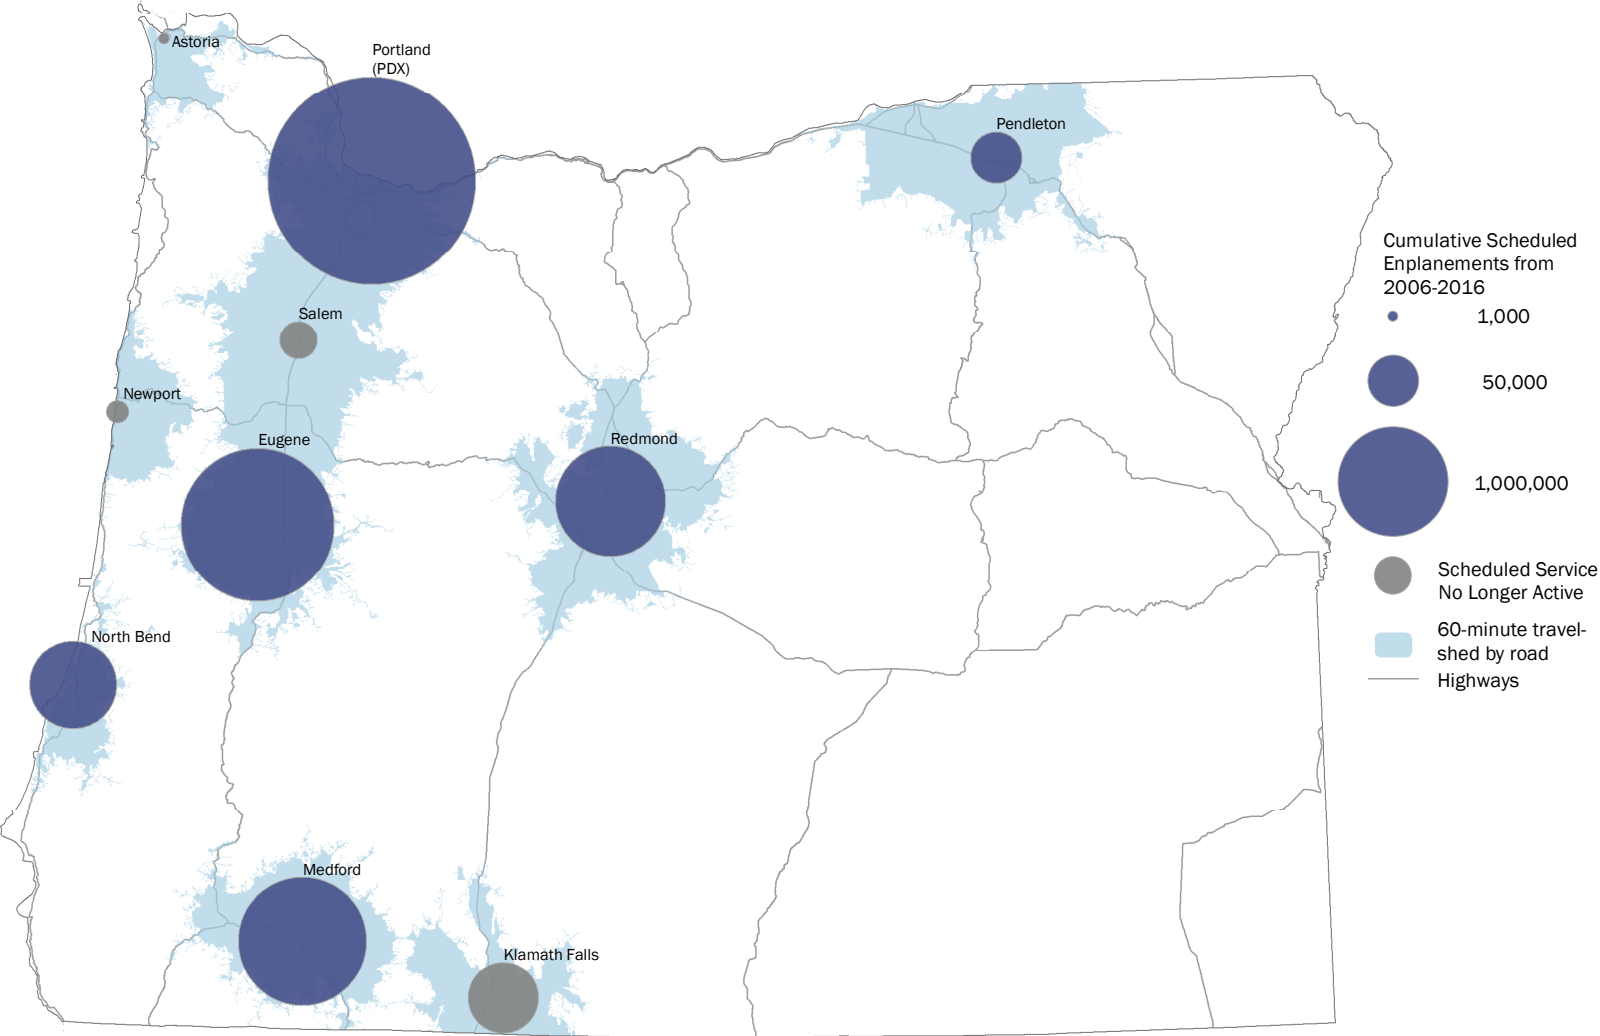 Astoria
Portland
(PDX)
Pendleton
Salem
Newport
Eugene
Redmond
North Bend
Medford
Klamath Falls
Cumulative Scheduled
Enplanements from
2006-2016
1,000
50,000
1,000,000
Scheduled Service
No Longer Active
60-minute travel-
shed by road
Highways